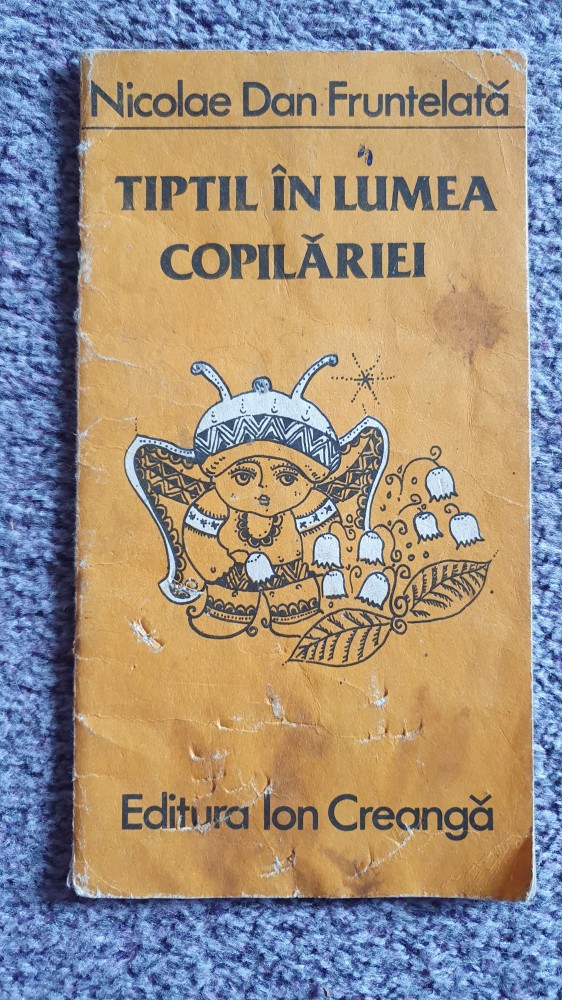 Nicolae Dan Fruntelată
TIPTIL ÎN LUMEA
COPILĂRIEI
Editura Ion Creangă